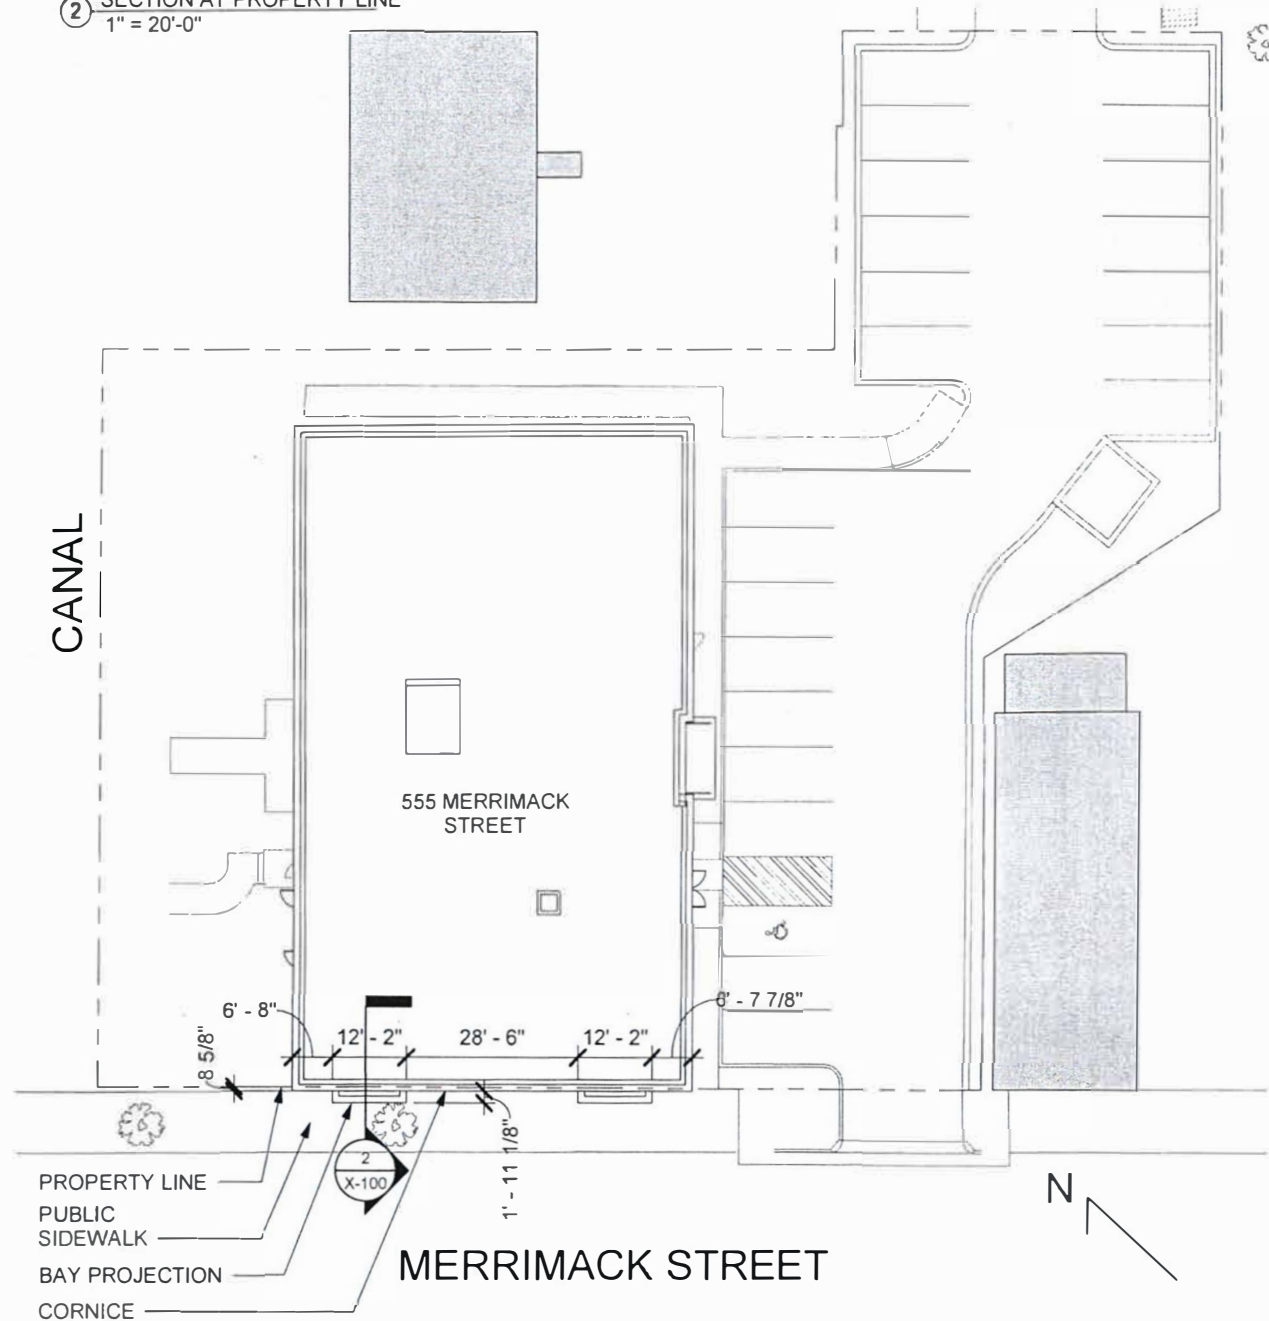 2 SECTION AT PROPERTY LINE
1" = 20'-0"
CANAL
555 MERRIMACK
STREET
6' - 8"
12' - 2"
28' - 6"
12' - 2"
6' - 7 7/8"
8 5/8"
1' - 11 1/8"
2
X-100
PROPERTY LINE
PUBLIC
SIDEWALK
BAY PROJECTION
CORNICE
MERRIMACK STREET
N